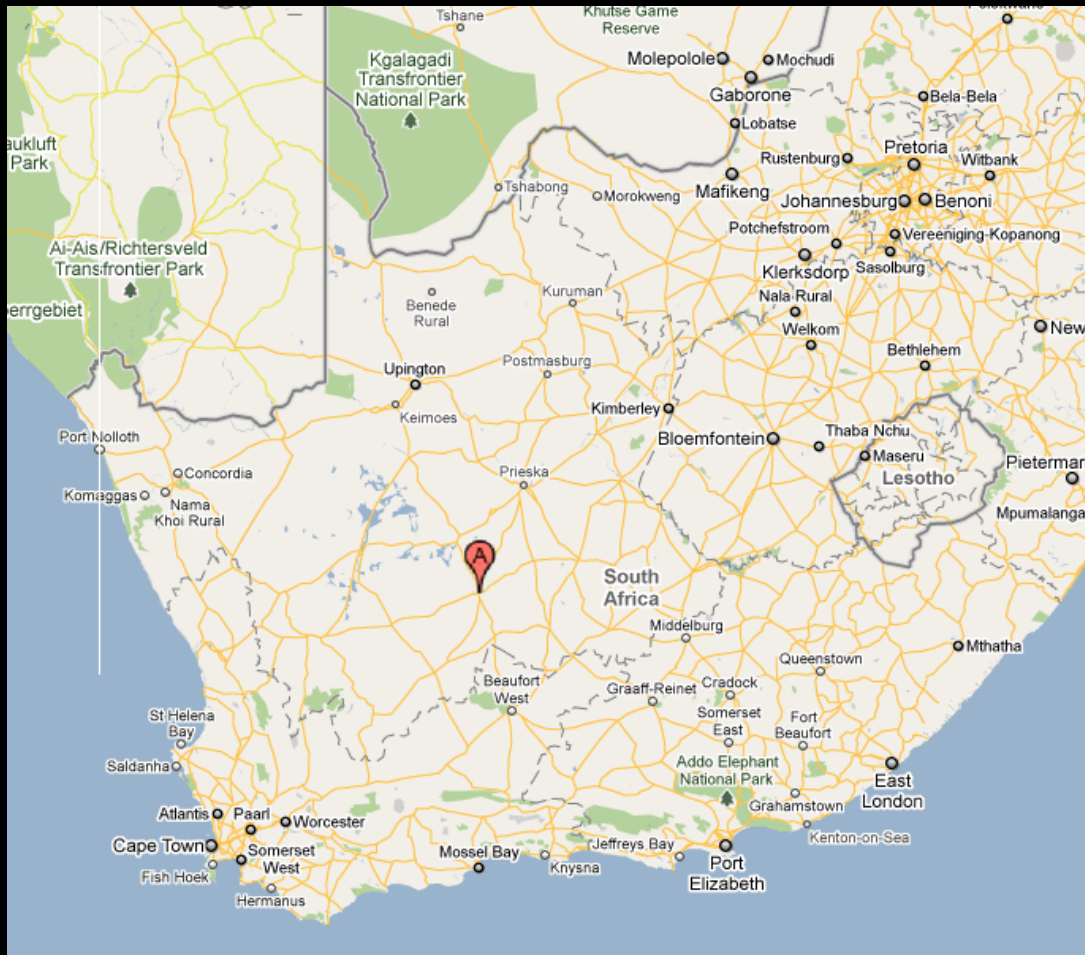 Tshane
Khutse Game
Reserve
Kgalagadi
Transfrontier
National Park
Molepolole
Mochudi
Gaborone
Bela-Bela
Lobatse
aukluft
Park
Pretoria
Rustenburg
Witbank
Tshabong
Morokweng
Mafikeng
Johannesburg
Benoni
Ai-Ais/Richtersveld
Transfrontier Park
Potchefstroom
Vereeniging-Kopanong
Klerksdorp
Sasolburg
Benede
Rural
Kuruman
Nala Rural
errgebiet
Welkom
New
Upington
Postmasburg
Bethlehem
Keimoes
Kimberley
Port Nolloth
Bloemfontein
Thaba Nchu
Maseru
Concordia
Prieska
Lesotho
Pietermar
Komaggas
Nama
Khoi Rural
Mpumalanga
A
South
Africa
Middelburg
Mthatha
Queenstown
Beaufort
West
Graaff-Reinet
Cradock
St Helena
Bay
Somerset
East
Fort
Beaufort
Saldanha
Addo Elephant
National Park
East
London
Atlantis
Paarl
Worcester
Grahamstown
Cape Town
Somerset
West
Mossel Bay
Knysna
Jeffreys Bay
Kenton-on-Sea
Fish Hoek
Port
Elizabeth
Hermanus